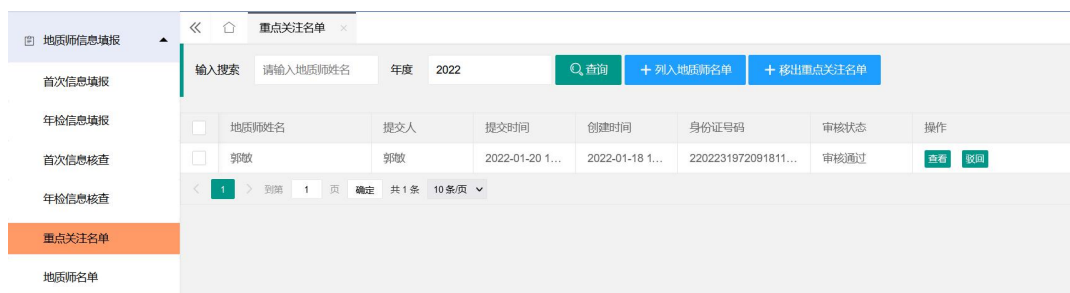 地质师信息填报
首次信息填报
年检信息填报
首次信息核查
年检信息核查
重点关注名单
地质师名单
重点关注名单 ×
输入搜索 请输入地质师姓名 年度 2022 查询 + 列入地质师名单 + 移出重点关注名单
地质师姓名 提交人 提交时间 创建时间 身份证号码 审核状态 操作
郭敏 郭敏 2022-01-20 1... 2022-01-18 1... 2202231972091811... 审核通过 查看 驳回
< 1 > 到第 1 页 确定 共 1 条 10 条/页